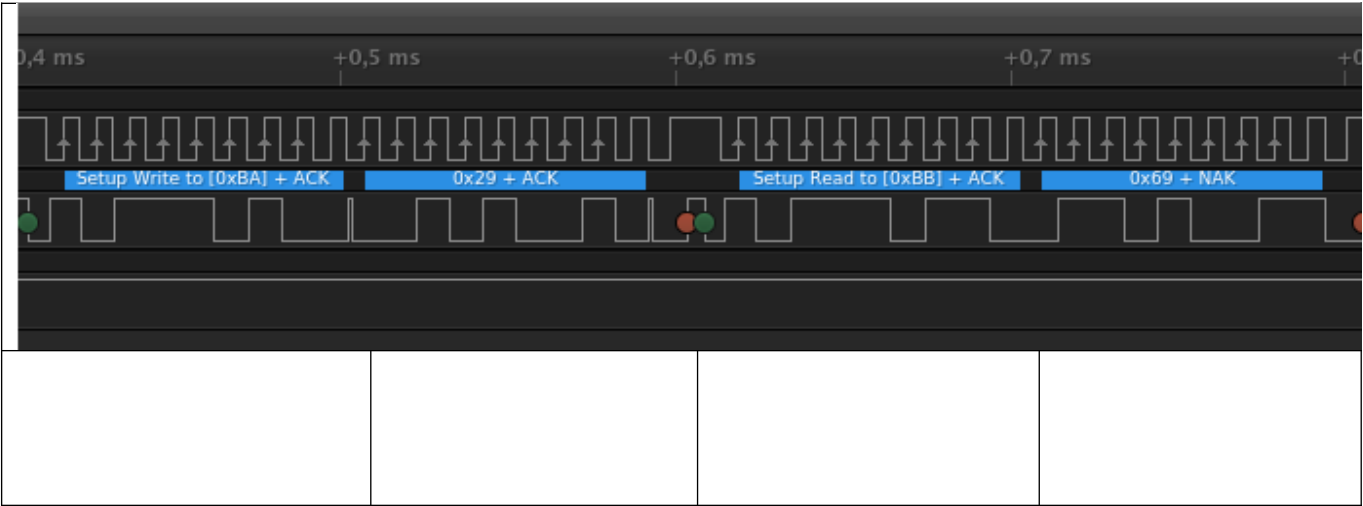 0,4 ms +0,5 ms +0,6 ms +0,7 ms
Setup Write to [0xBA] + ACK 0x29 + ACK Setup Read to [0xBB] + ACK 0x69 + NAK